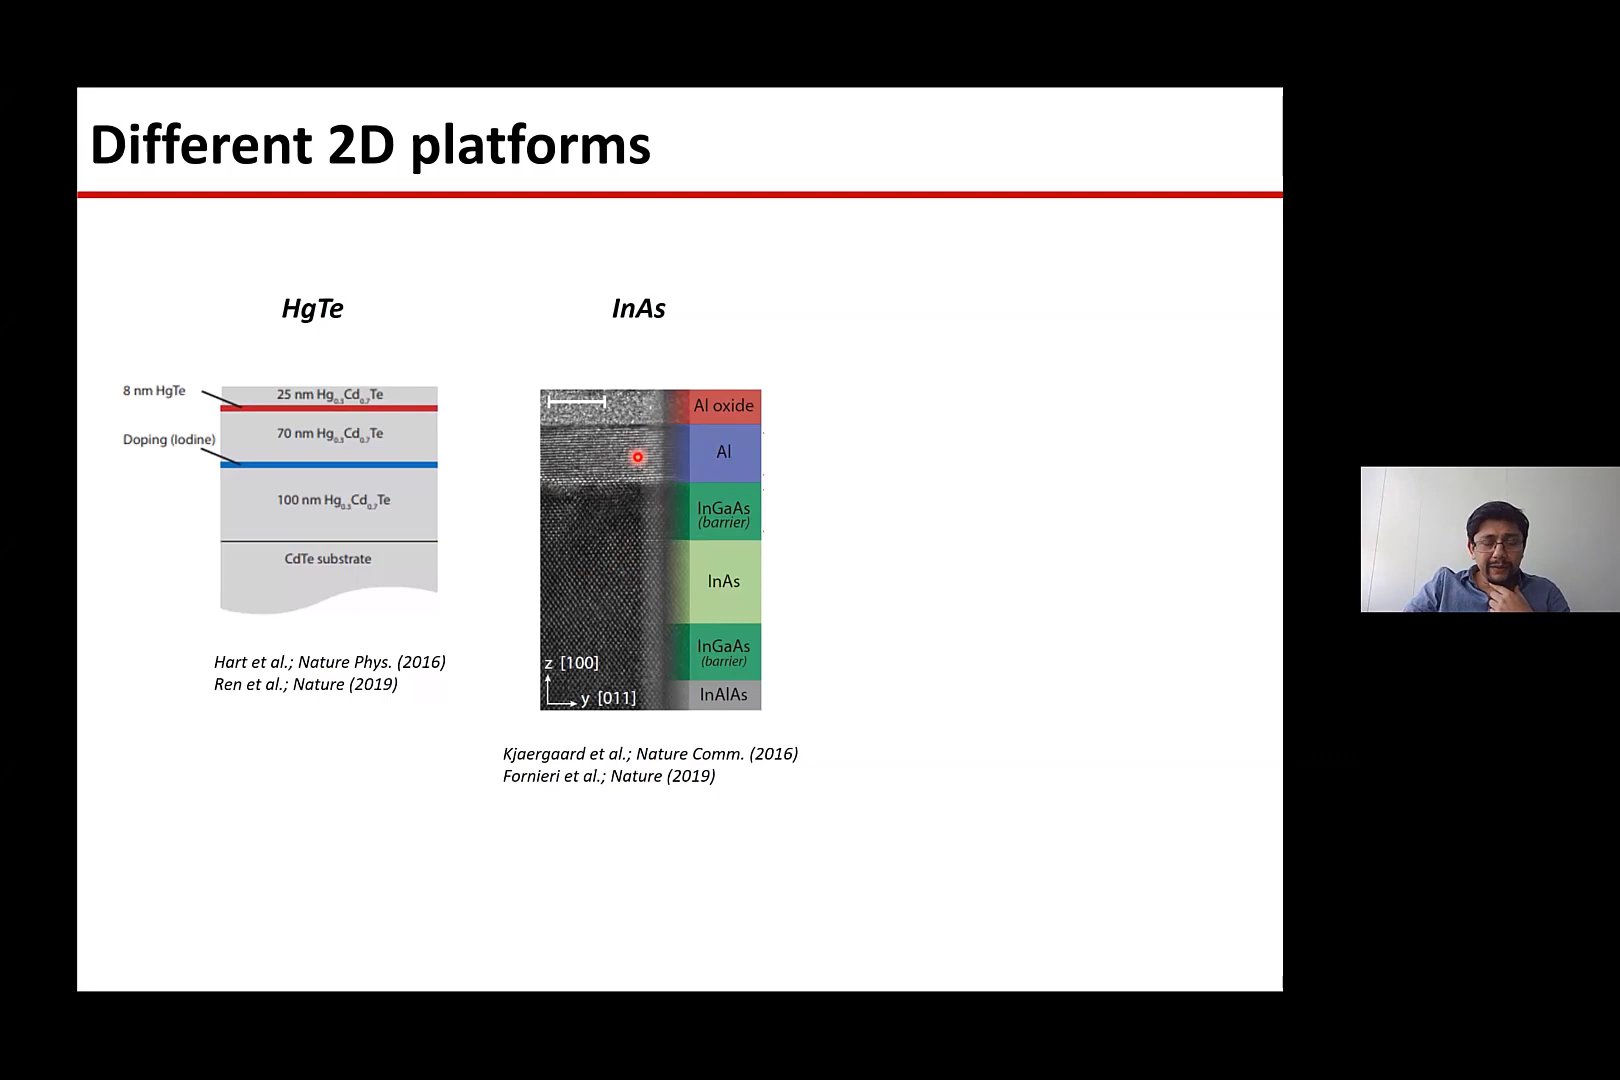 Different 2D platforms
HgTe
InAs
8 nm HgTe
25 nm Hg0.3Cd0.7Te
Doping (Iodine)
70 nm Hg0.3Cd0.7Te
100 nm Hg0.3Cd0.7Te
CdTe substrate
Hart et al.; Nature Phys. (2016)
Ren et al.; Nature (2019)
Al oxide
Al
InGaAs
(barrier)
InAs
InGaAs
(barrier)
InAlAs
z [100]
y [011]
Kjaergaard et al.; Nature Comm. (2016)
Fornieri et al.; Nature (2019)